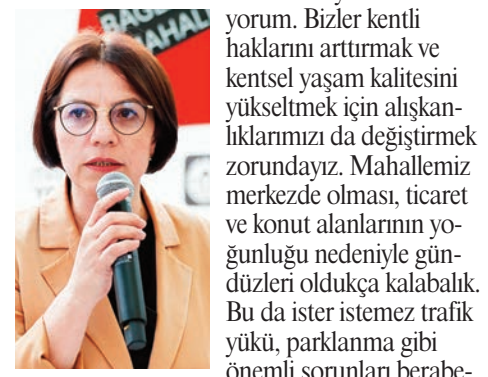 BAĞL
MAHAL
yorum. Bizler kentli
haklarını arttırmak ve
kentsel yaşam kalitesini
yükseltmek için alışkan-
lıklarımızı da değiştirmek
zorundayız. Mahallemiz
merkezde olması, ticaret
ve konut alanlarının yo-
ğunluğu nedeniyle gün-
düzleri oldukça kalabalık.
Bu da ister istemez trafik
yükü, parklanma gibi
önemli sorunları berabe-